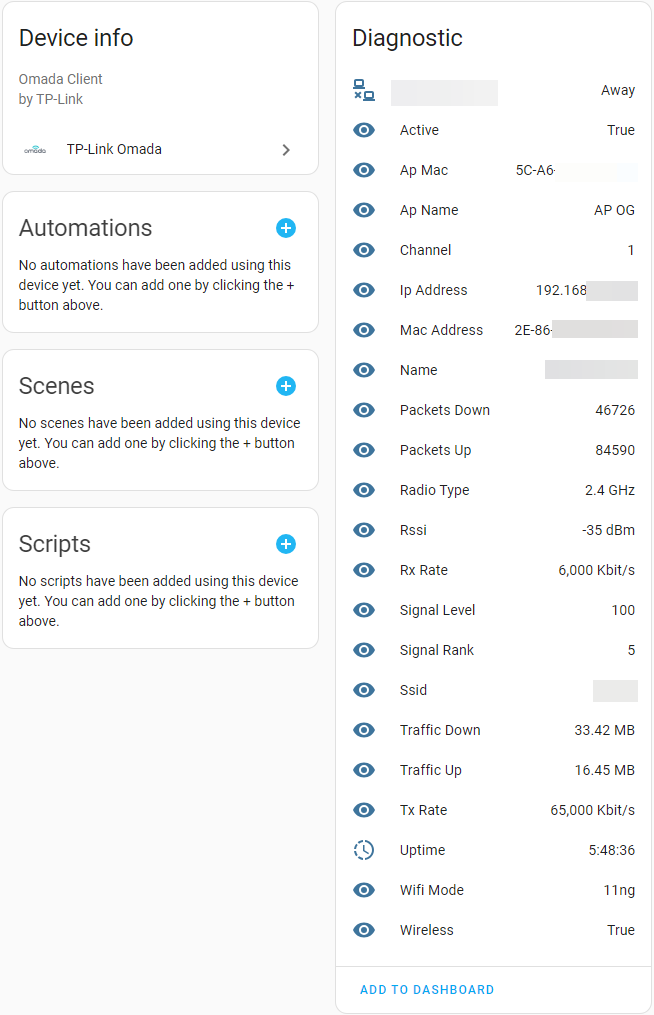 Device info
Omada Client
by TP-Link
omada
TP-Link Omada
Automations
No automations have been added using this
device yet. You can add one by clicking the +
button above.
Scenes
No scenes have been added using this device
yet. You can add one by clicking the + button
above.
Scripts
No scripts have been added using this device
yet. You can add one by clicking the + button
above.
Diagnostic
Away
Active True
Ap Mac 5C-A6-
Ap Name AP OG
Channel 1
Ip Address 192.168
Mac Address 2E-86-
Name
Packets Down 46726
Packets Up 84590
Radio Type 2.4 GHz
Rssi -35 dBm
Rx Rate 6,000 Kbit/s
Signal Level 100
Signal Rank 5
Ssid
Traffic Down 33.42 MB
Traffic Up 16.45 MB
Tx Rate 65,000 Kbit/s
Uptime 5:48:36
Wifi Mode 11ng
Wireless True
ADD TO DASHBOARD